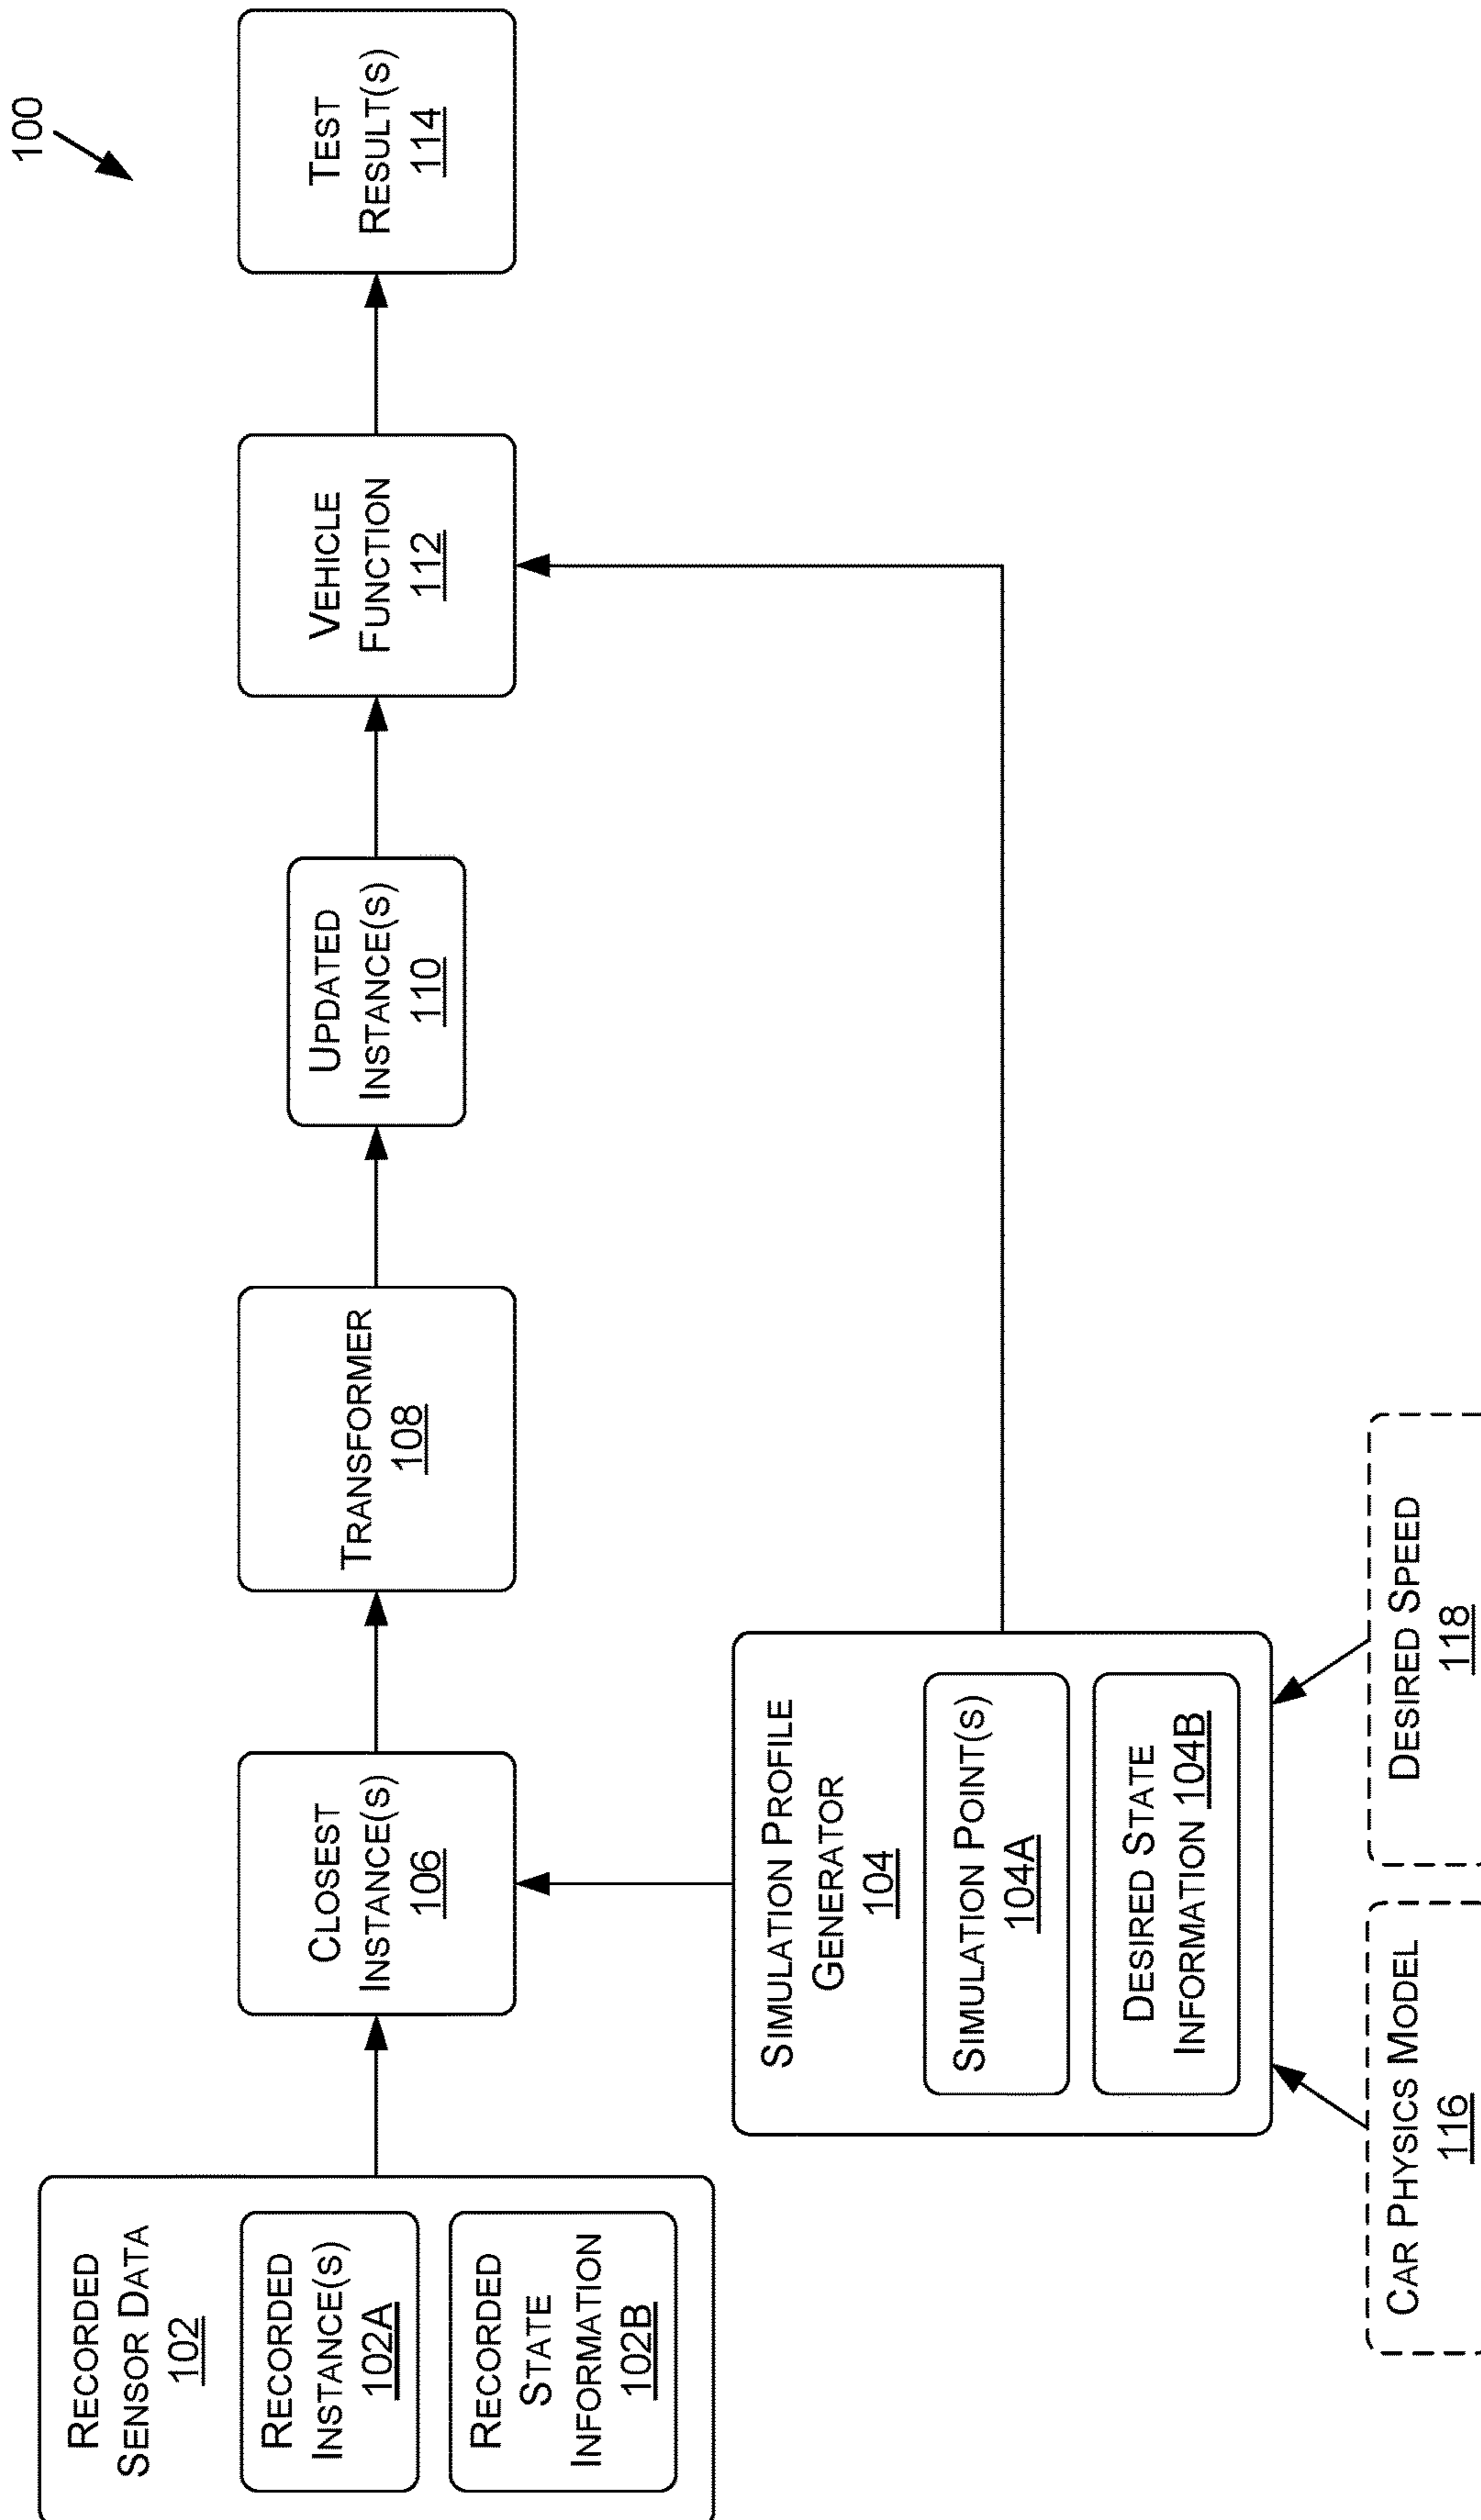 100
RECORDED
SENSOR DATA
102
RECORDED
INSTANCE(S)
102A
RECORDED
STATE
INFORMATION
102B
CLOSEST
INSTANCE(S)
106
TRANSFORMER
108
UPDATED
INSTANCE(S)
110
VEHICLE
FUNCTION
112
TEST
RESULT(S)
114
SIMULATION PROFILE
GENERATOR
104
SIMULATION POINT(S)
104A
DESIRED STATE
INFORMATION 104B
CAR PHYSICS MODEL
116
DESIRED SPEED
118